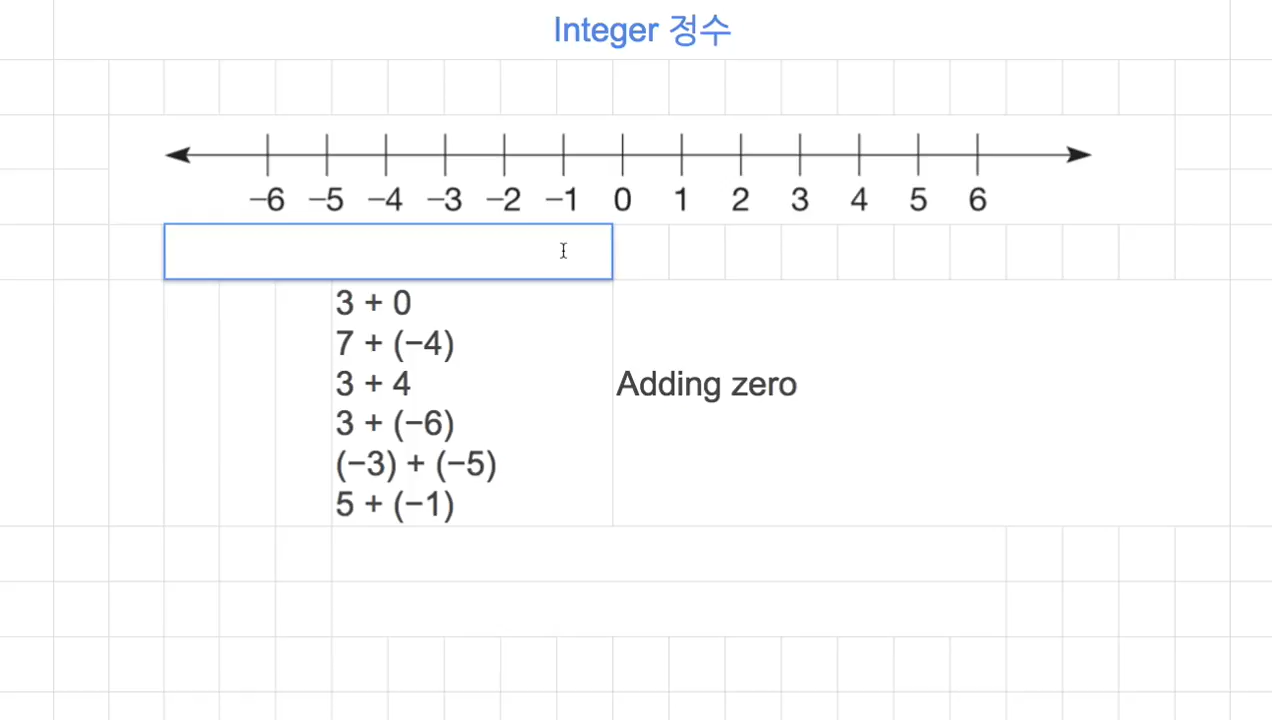 Integer 정수
−6 −5 −4 −3 −2 −1 0 1 2 3 4 5 6
3 + 0
7 + (−4)
3 + 4
Adding zero
3 + (−6)
(−3) + (−5)
5 + (−1)